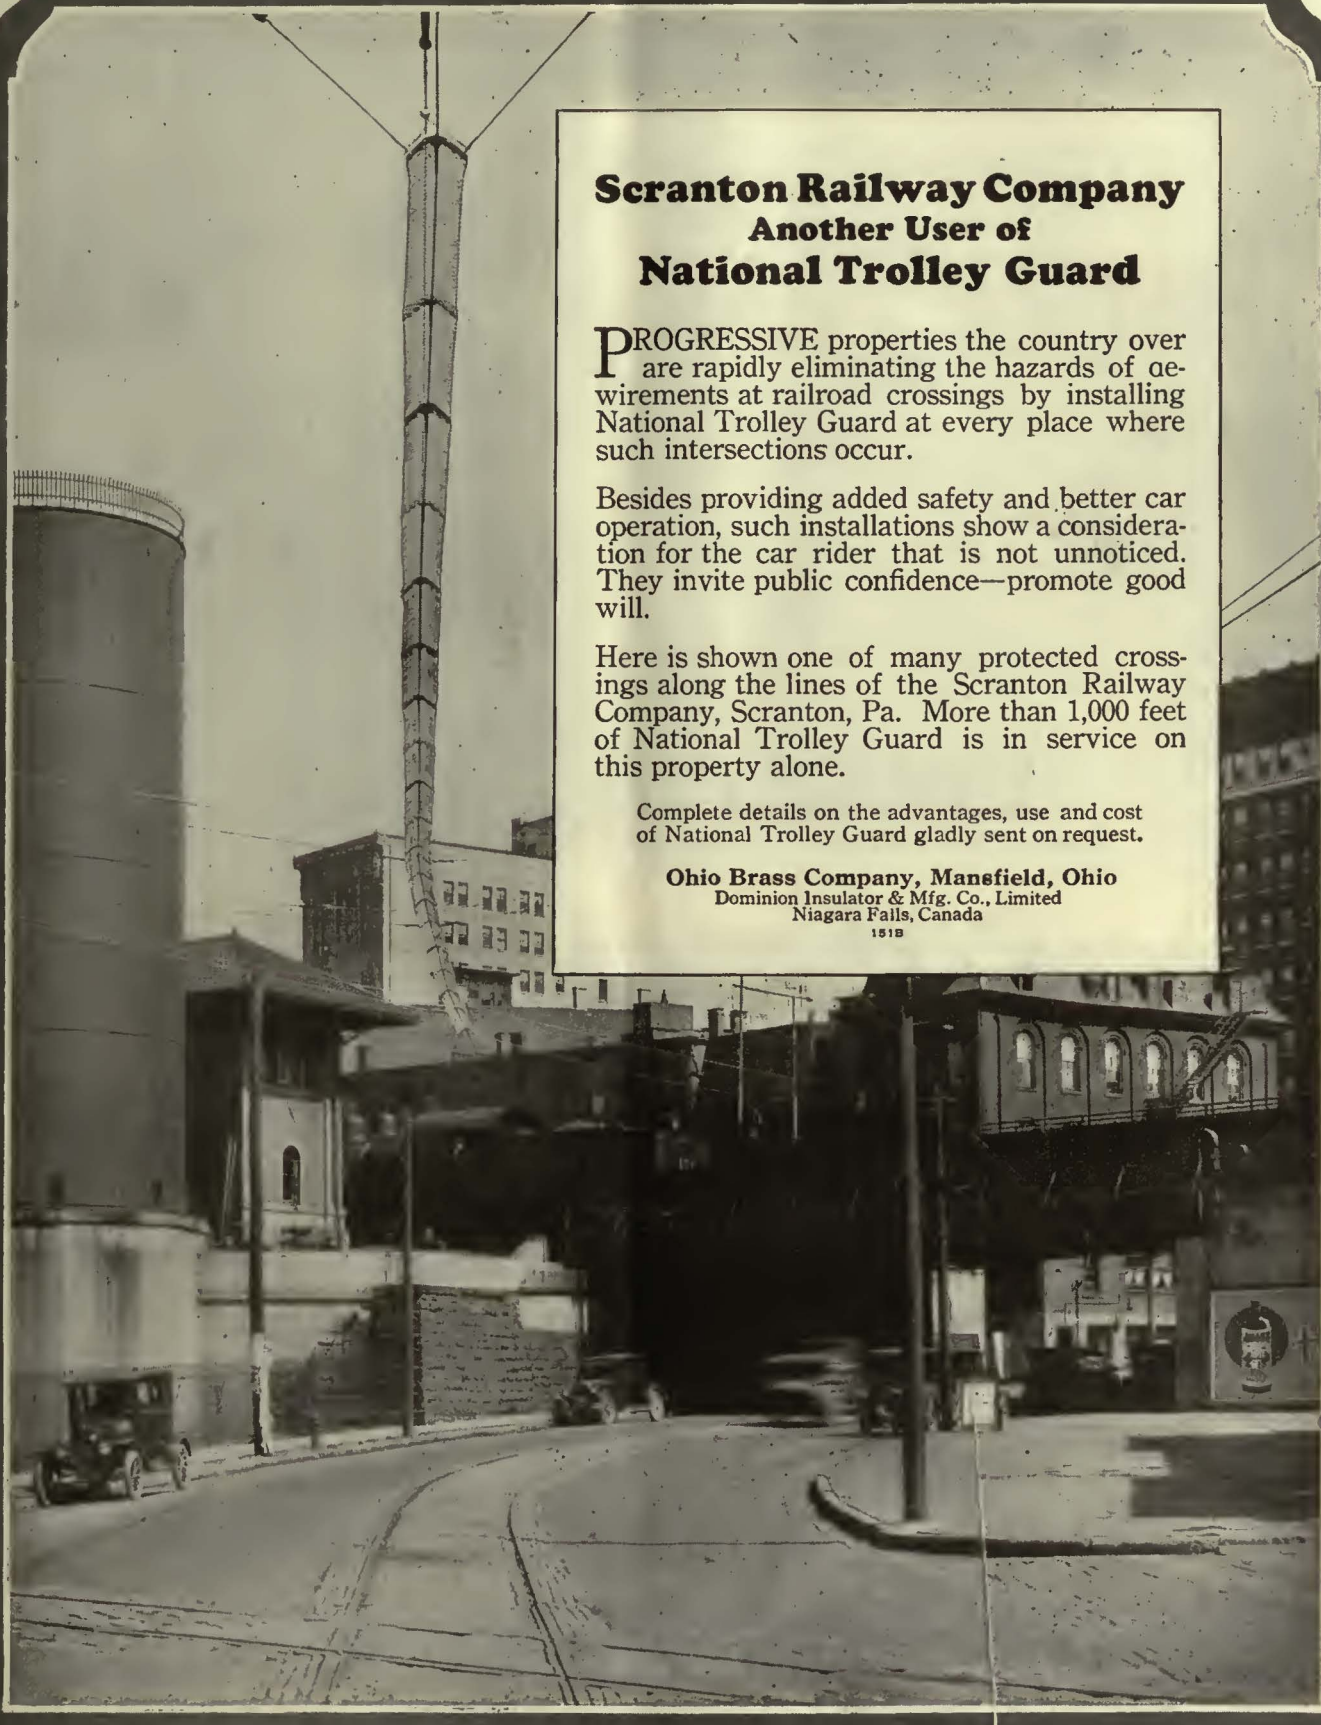 Scranton Railway Company
Another User of
National Trolley Guard
PROGRESSIVE properties the country over
are rapidly eliminating the hazards of de-
wirements at railroad crossings by installing
National Trolley Guard at every place where
such intersections occur.
Besides providing added safety and better car
operation, such installations show a considera-
tion for the car rider that is not unnoticed.
They invite public confidence—promote good
will.
Here is shown one of many protected cross-
ings along the lines of the Scranton Railway
Company, Scranton, Pa. More than 1,000 feet
of National Trolley Guard is in service on
this property alone.
Complete details on the advantages, use and cost
of National Trolley Guard gladly sent on request.
Ohio Brass Company, Mansfield, Ohio
Dominion Insulator & Mfg. Co., Limited
Niagara Falls, Canada
151B